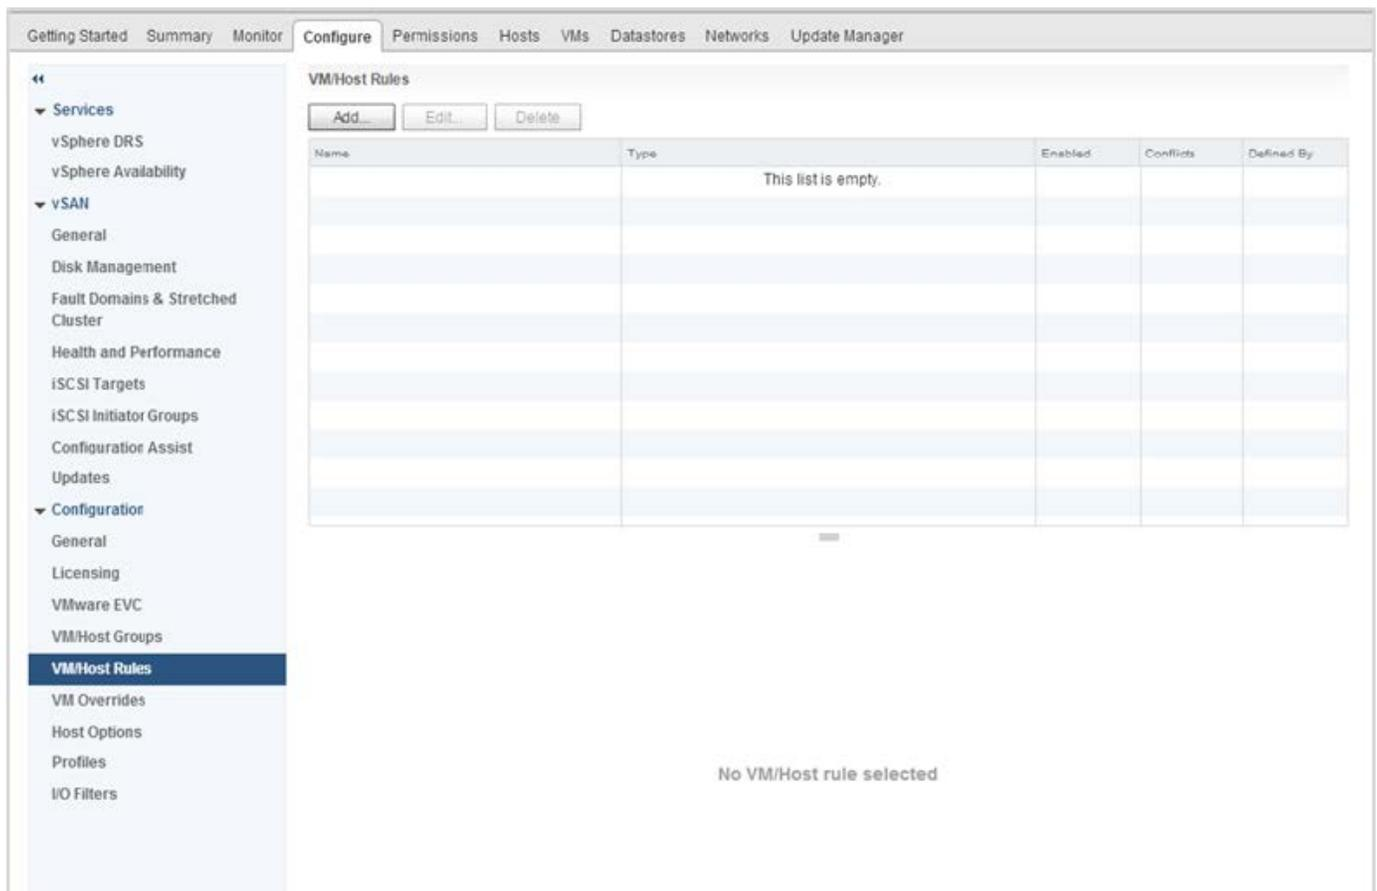 Getting Started Summary Monitor Configure Permissions Hosts VMs Datastores Networks Update Manager
Services
vSphere DRS
vSphere Availability
vSAN
General
Disk Management
Fault Domains & Stretched
Cluster
Health and Performance
iSCSI Targets
iSCSI Initiator Groups
Configuration Assist
Updates
Configuration
General
Licensing
VMware EVC
VM/Host Groups
VM/Host Rules
VM Overrides
Host Options
Profiles
I/O Filters
VM/Host Rules
Add... Edit... Delete
Name Type Enabled Conflicts Defined By
This list is empty.
No VM/Host rule selected